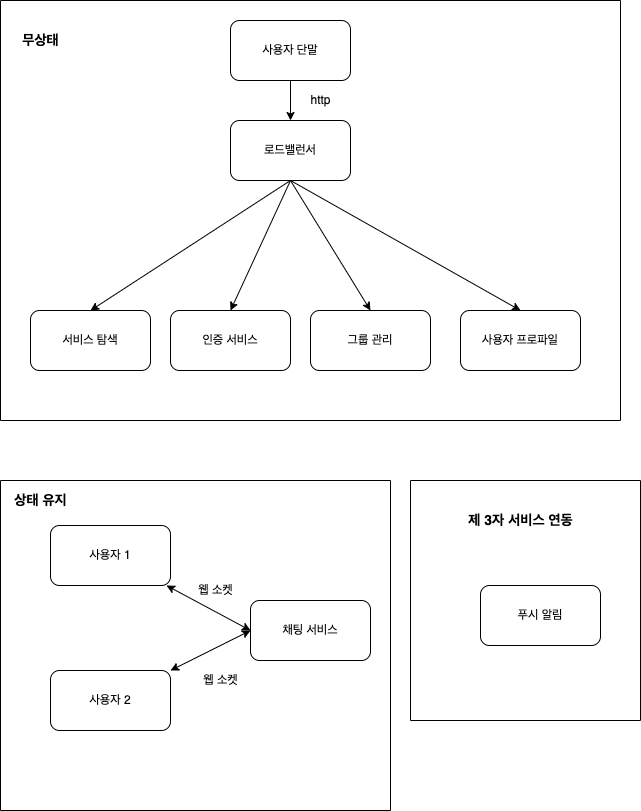 무상태
사용자 단말
http
로드밸런서
서비스 탐색
인증 서비스
그룹 관리
사용자 프로파일
상태 유지
사용자 1
웹 소켓
채팅 서비스
웹 소켓
사용자 2
제 3자 서비스 연동
푸시 알림